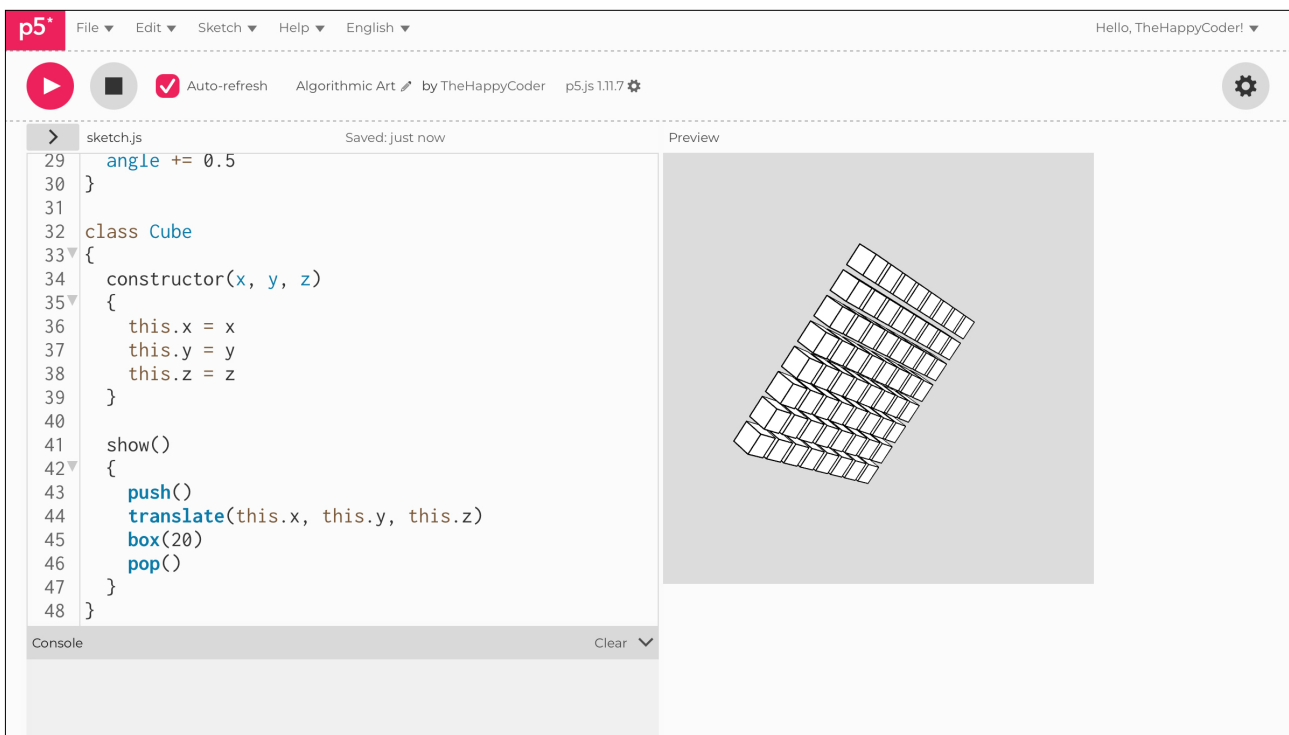 p5* File Edit Sketch Help English Hello, TheHappyCoder!
Auto-refresh Algorithmic Art by TheHappyCoder p5.js 1.11.7
sketch.js Saved: just now Preview
29 angle += 0.5
30 }
31
32 class Cube
33 {
34 constructor(x, y, z)
35 {
36 this.x = x
37 this.y = y
38 this.z = z
39 }
40
41 show()
42 {
43 push()
44 translate(this.x, this.y, this.z)
45 box(20)
46 pop()
47 }
48 }
Console Clear